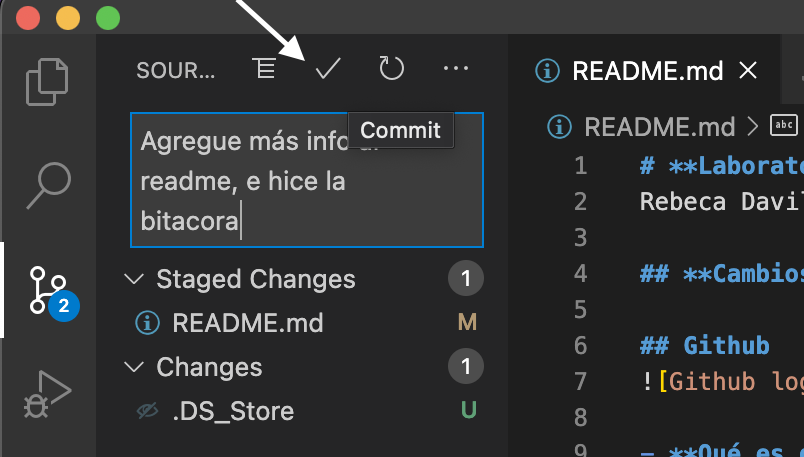 SOUR...
README.md
Agregue más info al
Commit
readme, e hice la
bitacora
README.md
abc
Staged Changes
1
README.md
M
Changes
1
.DS_Store
U
2
1 # **Laborat
2 Rebeca Davi
3
4 ## **Cambios
5
6 ## Github
7 ![Github log
8
9 - **Qué es